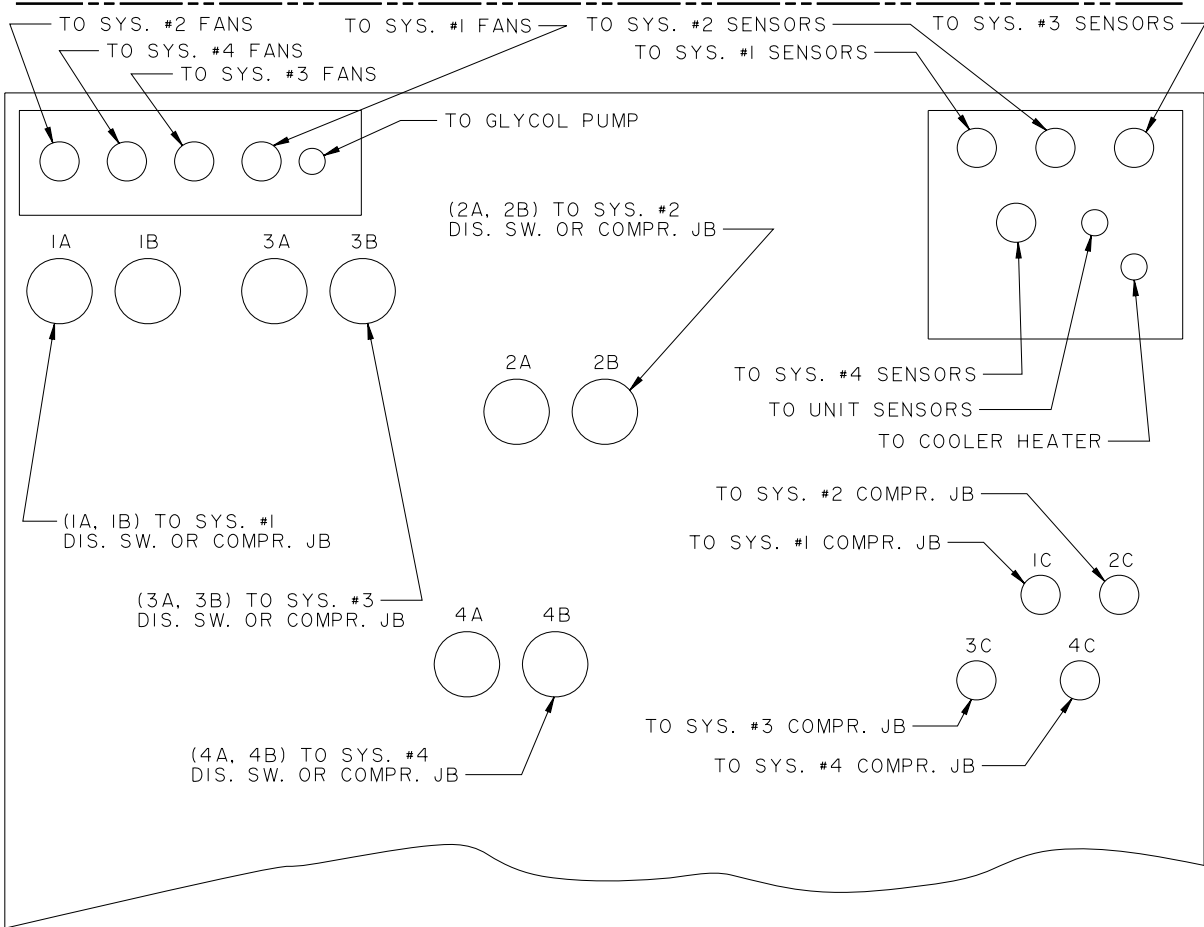 TO SYS. #2 FANS
TO SYS. #1 FANS
TO SYS. #2 SENSORS
TO SYS. #3 SENSORS
TO SYS. #4 FANS
TO SYS. #1 SENSORS
TO SYS. #3 FANS
TO GLYCOL PUMP
(2A, 2B) TO SYS. #2
DIS. SW. OR COMPR. JB
1A
1B
3A
3B
2A
2B
TO SYS. #4 SENSORS
TO UNIT SENSORS
TO COOLER HEATER
TO SYS. #2 COMPR. JB
(1A, 1B) TO SYS. #1
DIS. SW. OR COMPR. JB
TO SYS. #1 COMPR. JB
1C
2C
(3A, 3B) TO SYS. #3
DIS. SW. OR COMPR. JB
4A
4B
3C
4C
TO SYS. #3 COMPR. JB
(4A, 4B) TO SYS. #4
DIS. SW. OR COMPR. JB
TO SYS. #4 COMPR. JB